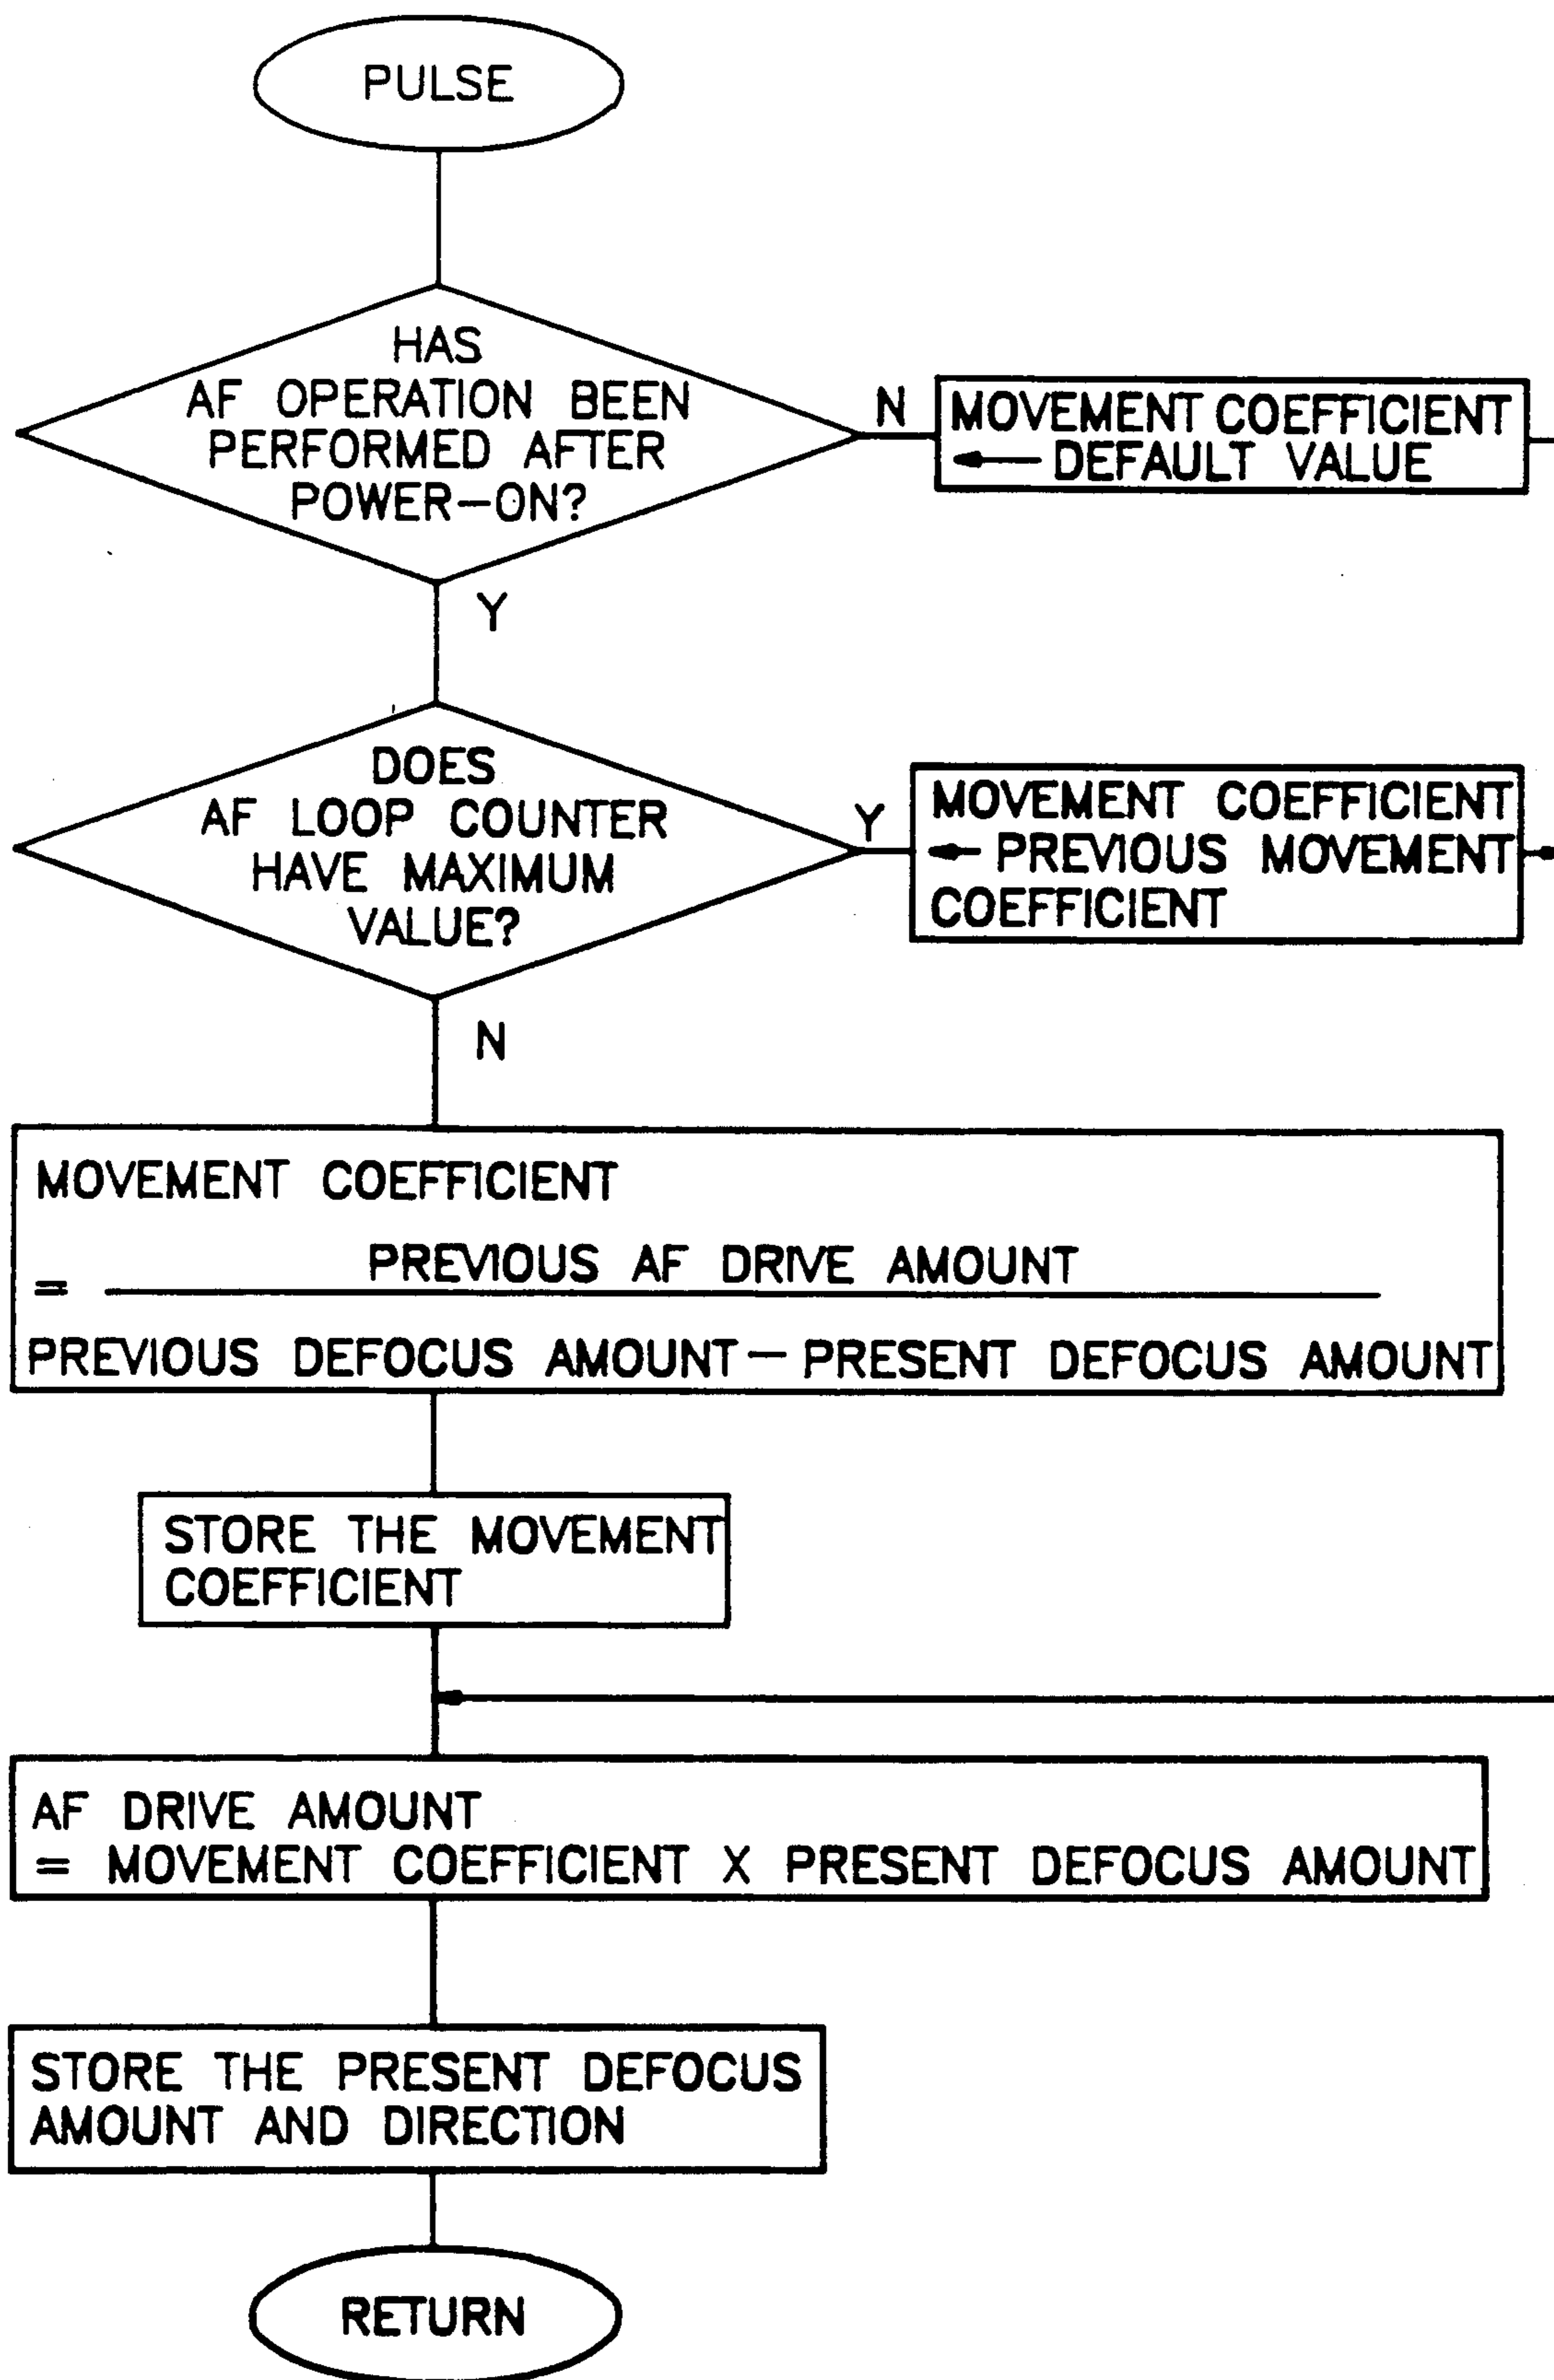 PULSE
HAS
AF OPERATION BEEN
PERFORMED AFTER
POWER-ON?
N
MOVEMENT COEFFICIENT
← DEFAULT VALUE
Y
DOES
AF LOOP COUNTER
HAVE MAXIMUM
VALUE?
Y
MOVEMENT COEFFICIENT
← PREVIOUS MOVEMENT
COEFFICIENT
N
MOVEMENT COEFFICIENT
PREVIOUS AF DRIVE AMOUNT
=
PREVIOUS DEFOCUS AMOUNT - PRESENT DEFOCUS AMOUNT
STORE THE MOVEMENT
COEFFICIENT
AF DRIVE AMOUNT
= MOVEMENT COEFFICIENT X PRESENT DEFOCUS AMOUNT
STORE THE PRESENT DEFOCUS
AMOUNT AND DIRECTION
RETURN